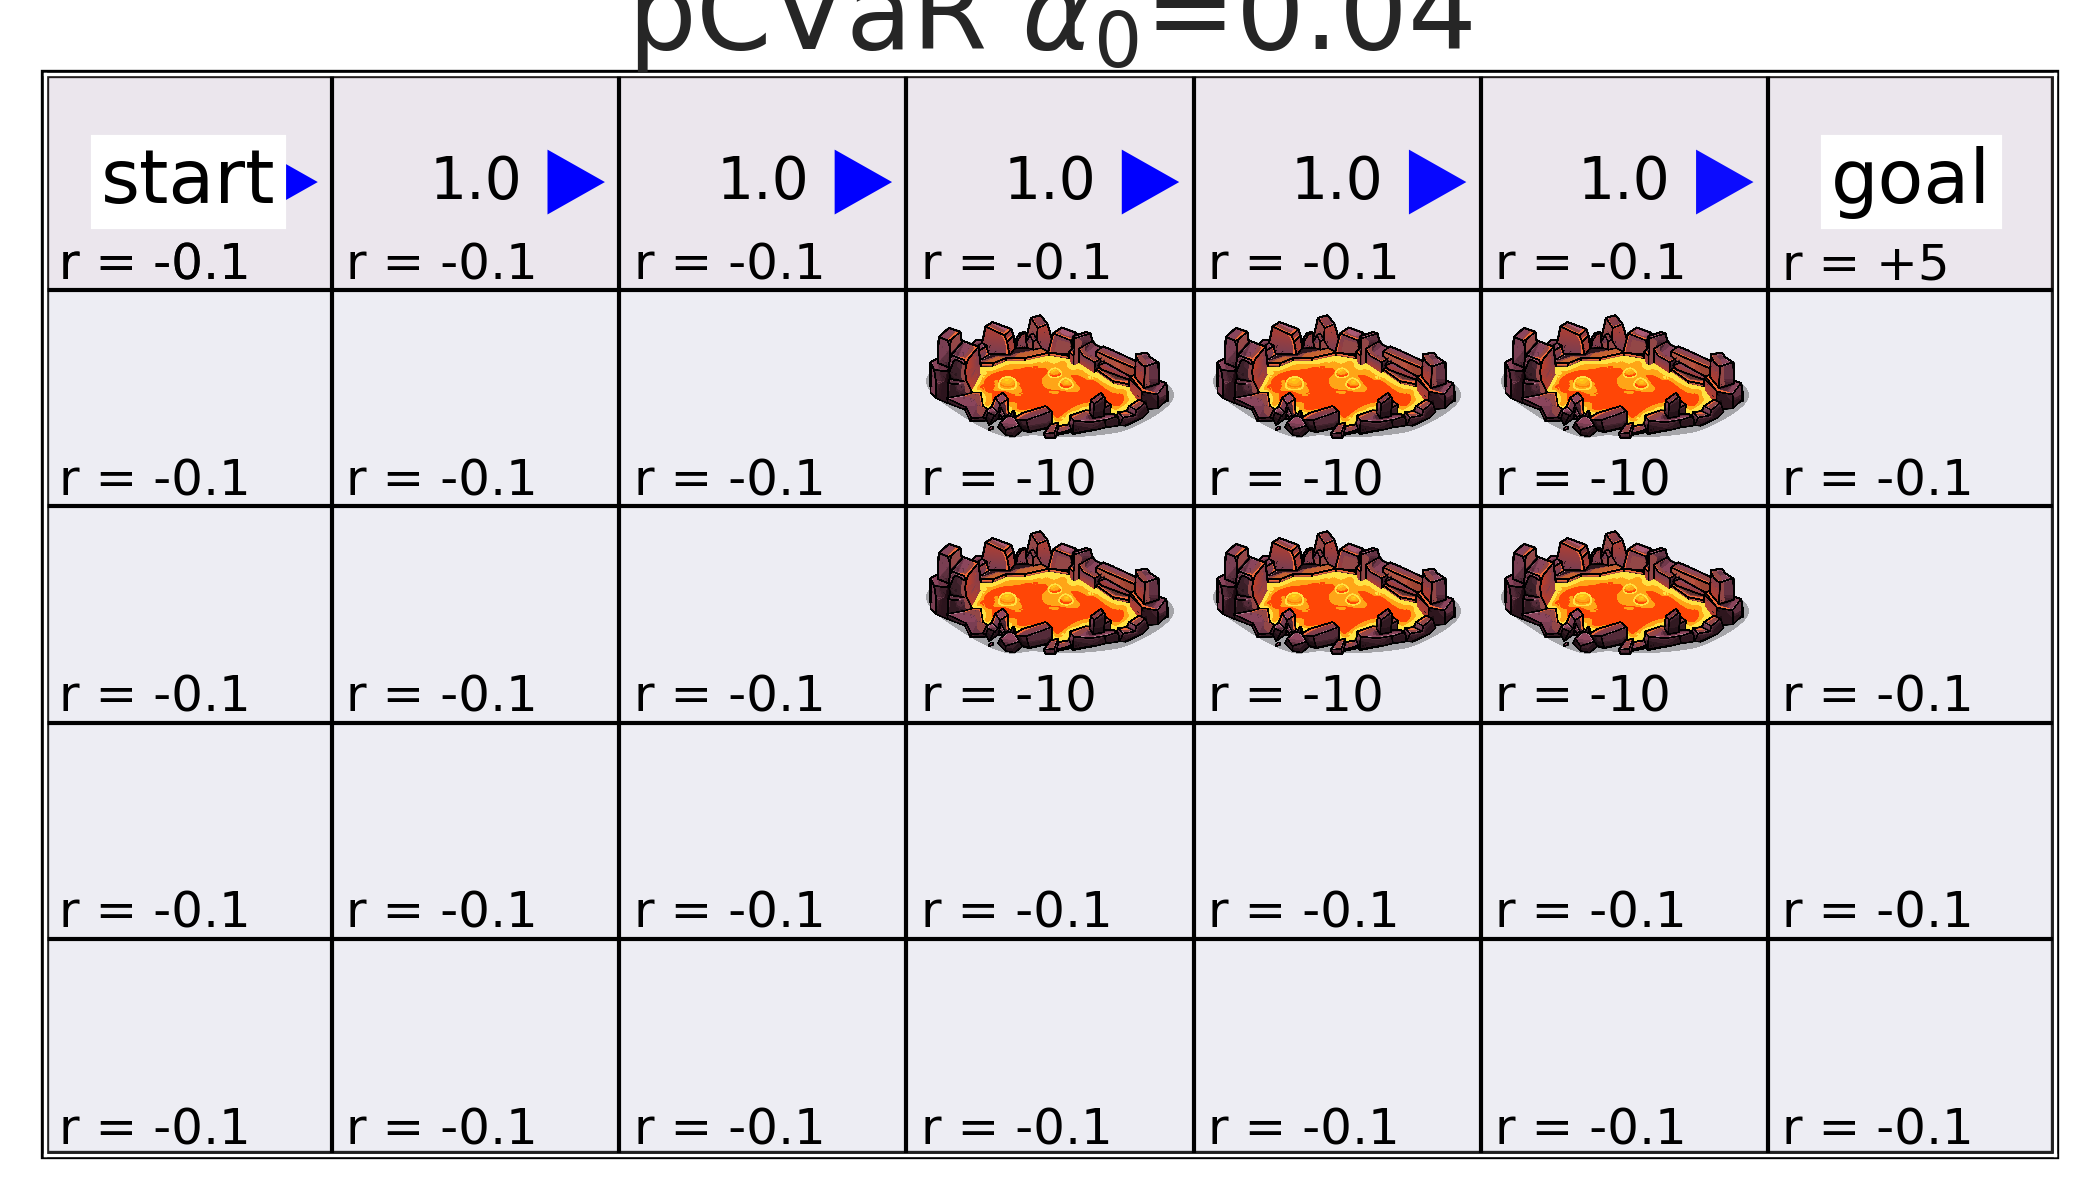 pCVaR α₀=0.04
start 1.0 1.0 1.0 1.0 1.0 goal
r = -0.1 r = -0.1 r = -0.1 r = -0.1 r = -0.1 r = -0.1 r = +5
r = -0.1 r = -0.1 r = -0.1 r = -10 r = -10 r = -10 r = -0.1
r = -0.1 r = -0.1 r = -0.1 r = -10 r = -10 r = -10 r = -0.1
r = -0.1 r = -0.1 r = -0.1 r = -0.1 r = -0.1 r = -0.1 r = -0.1
r = -0.1 r = -0.1 r = -0.1 r = -0.1 r = -0.1 r = -0.1 r = -0.1